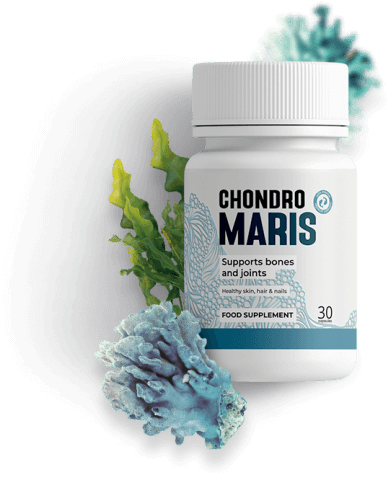 CHONDRO
MARIS
Supports bones
and joints
Healthy skin, hair & nails
FOOD SUPPLEMENT
30